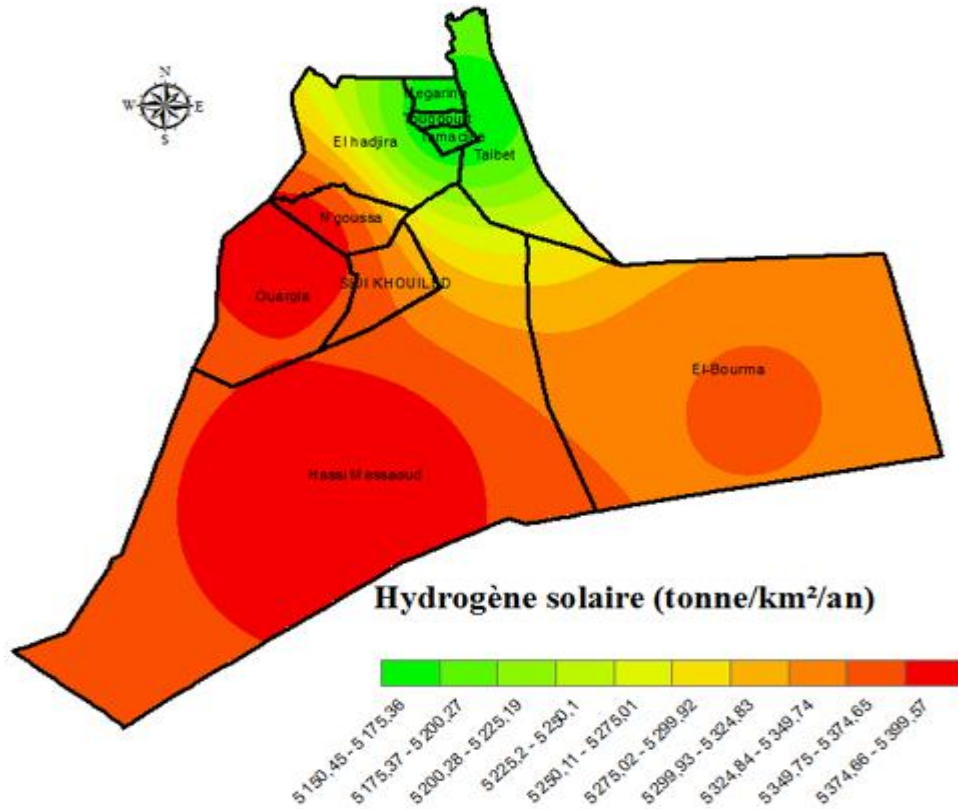 N
W E
S
Megarine
Touggourt
Temacine
El hadjira
Taibet
N'goussa
SIDI KHOUILED
Ouargla
El-Bourma
Hassi Massaoud
Hydrogène solaire (tonne/km²/an)
5 150,45 - 5 175,36
5 175,37 - 5 200,27
5 200,28 - 5 225,19
5 225,2 - 5 250,1
5 250,11 - 5 275,01
5 275,02 - 5 299,92
5 299,93 - 5 324,83
5 324,84 - 5 349,74
5 349,75 - 5 374,65
5 374,66 - 5 399,57